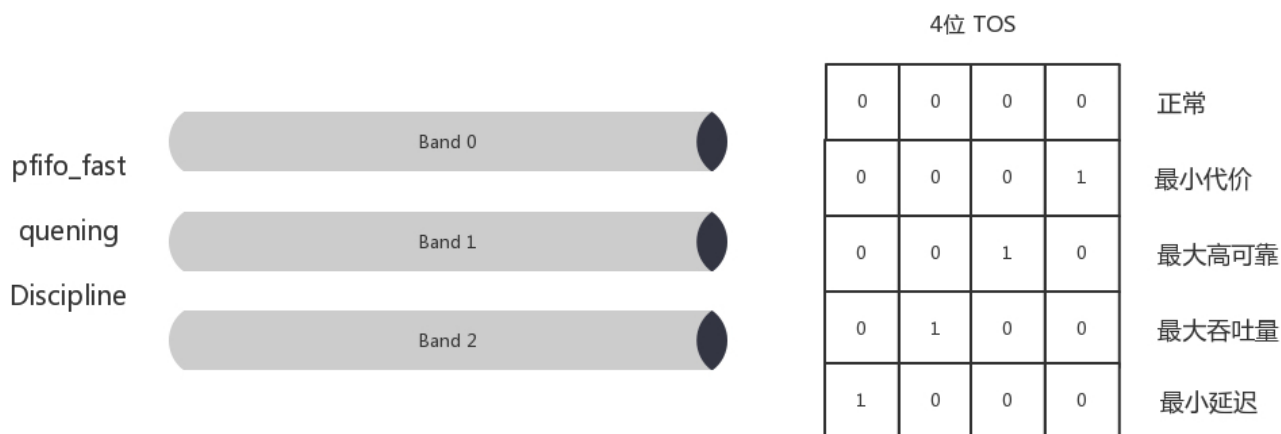 4位 TOS
pfifo_fast
quening
Discipline
Band 0
Band 1
Band 2
0 0 0 0 正常
0 0 0 1 最小代价
0 0 1 0 最大高可靠
0 1 0 0 最大吞吐量
1 0 0 0 最小延迟